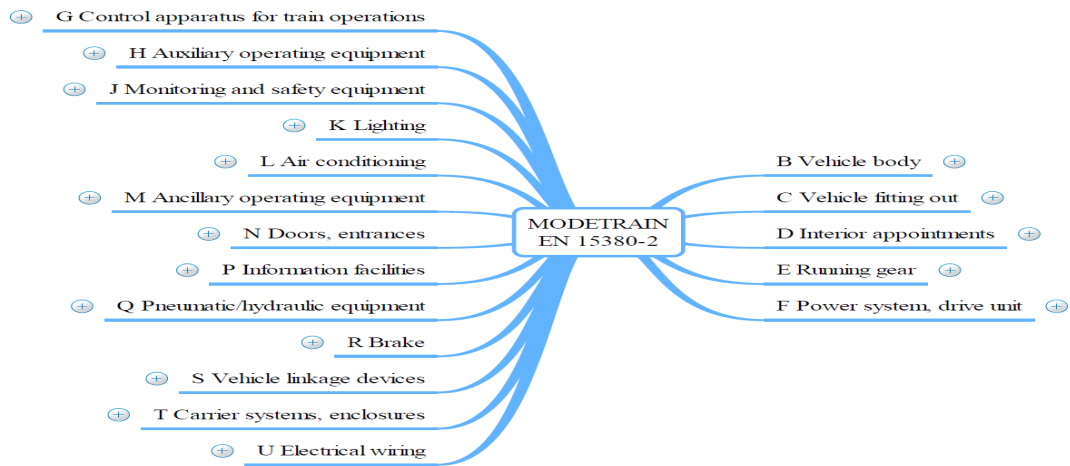 G Control apparatus for train operations
H Auxiliary operating equipment
J Monitoring and safety equipment
K Lighting
L Air conditioning
M Ancillary operating equipment
N Doors, entrances
P Information facilities
Q Pneumatic/hydraulic equipment
R Brake
S Vehicle linkage devices
T Carrier systems, enclosures
U Electrical wiring
MODETRAIN
EN 15380-2
B Vehicle body
C Vehicle fitting out
D Interior appointments
E Running gear
F Power system, drive unit